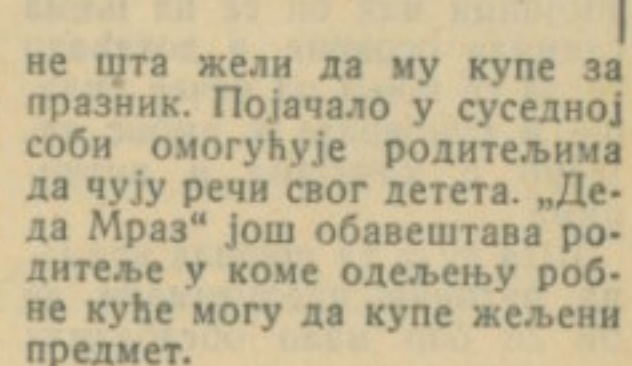 не шта жели да му купе за
празник. Појачало у суседној
соби омогућује родитељима
да чују речи свог детета. „Де-
да Мраз“ још обавештава ро-
дитеље у коме одељењу роб-
не куће могу да купе жељени
предмет.